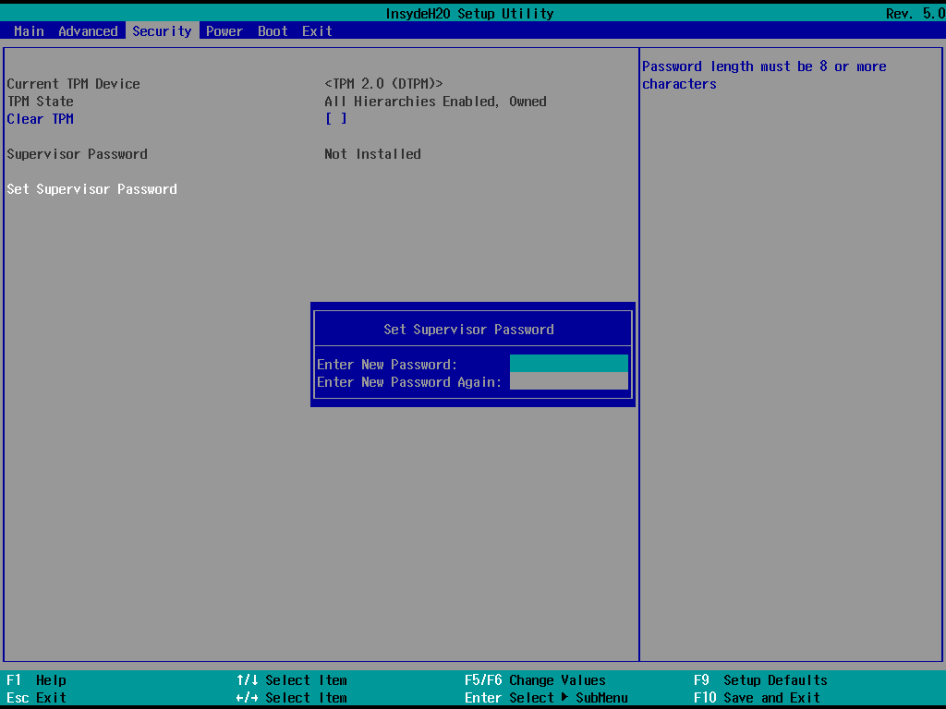 InsydeH20 Setup Utility Rev. 5.0
Main Advanced Security Power Boot Exit
Current TPM Device <TPM 2.0 (DTPM)>
TPM State All Hierarchies Enabled, Owned
Clear TPM [ ]
Supervisor Password Not Installed
Set Supervisor Password
Password length must be 8 or more
characters
Set Supervisor Password
Enter New Password:
Enter New Password Again:
F1 Help ↑/↓ Select Item F5/F6 Change Values F9 Setup Defaults
Esc Exit ←/→ Select Item Enter Select ▶ SubMenu F10 Save and Exit